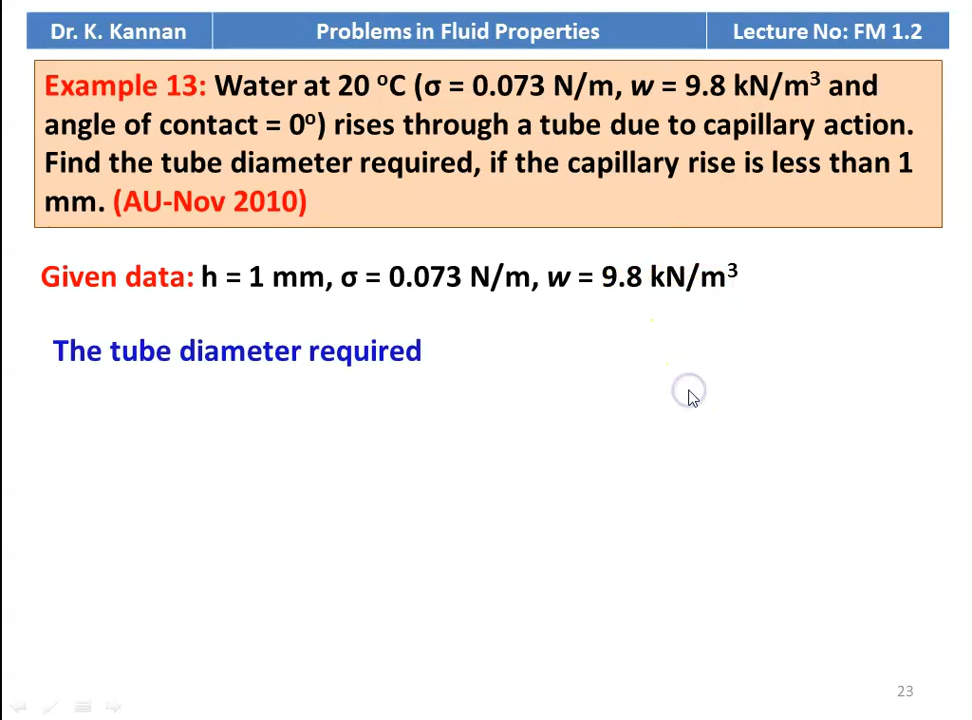 Dr. K. Kannan Problems in Fluid Properties Lecture No: FM 1.2
Example 13: Water at 20 ºC (σ = 0.073 N/m, w = 9.8 kN/m³ and
angle of contact = 0º) rises through a tube due to capillary action.
Find the tube diameter required, if the capillary rise is less than 1
mm. (AU-Nov 2010)
Given data: h = 1 mm, σ = 0.073 N/m, w = 9.8 kN/m³
The tube diameter required
23